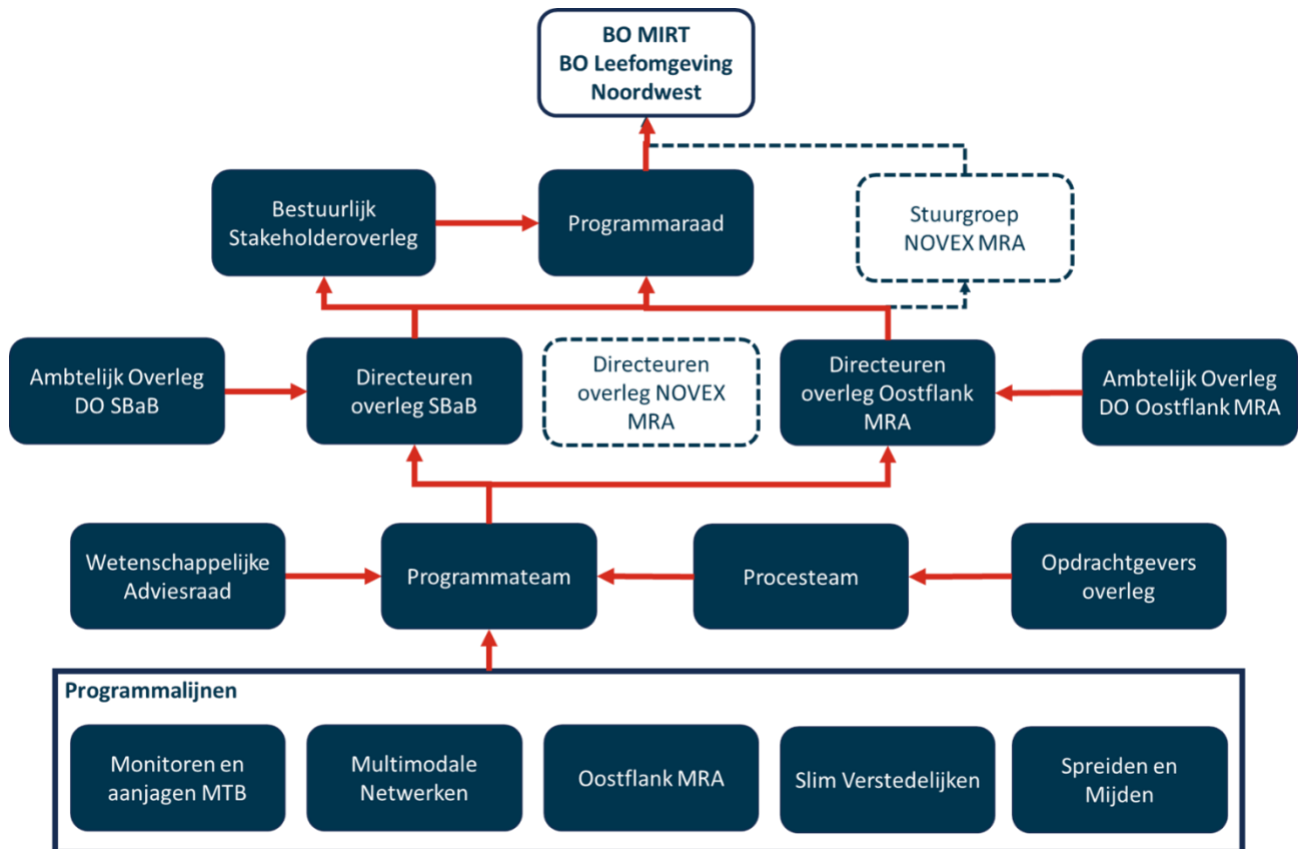 BO MIRT
BO Leefomgeving
Noordwest
Bestuurlijk
Stakeholderoverleg
Programmaraad
Stuurgroep
NOVEX MRA
Ambtelijk Overleg
DO SBaB
Directeuren
overleg SBaB
Directeuren
overleg NOVEX
MRA
Directeuren
overleg Oostflank
MRA
Ambtelijk Overleg
DO Oostflank MRA
Wetenschappelijke
Adviesraad
Programmateam
Procesteam
Opdrachtgevers
overleg
Programmalijnen
Monitoren en
aanjagen MTB
Multimodale
Netwerken
Oostflank MRA
Slim Verstedelijken
Spreiden en
Mijden